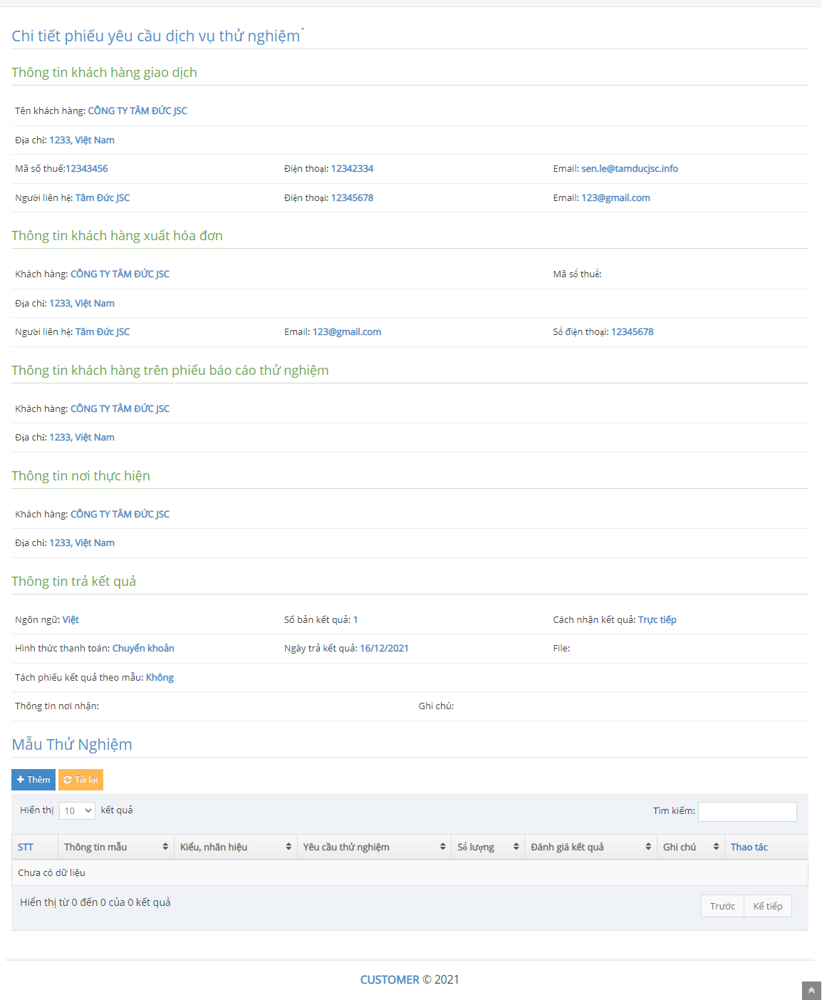 Chi tiết phiếu yêu cầu dịch vụ thử nghiệm ́
Thông tin khách hàng giao dịch
Tên khách hàng: CÔNG TY TÂM ĐỨC JSC
Địa chỉ: 1233, Việt Nam
Mã số thuế:12343456 Điện thoại: 12342334 Email: sen.le@tamducjsc.info
Người liên hệ: Tâm Đức JSC Điện thoại: 12345678 Email: 123@gmail.com
Thông tin khách hàng xuất hóa đơn
Khách hàng: CÔNG TY TÂM ĐỨC JSC Mã số thuế:
Địa chỉ: 1233, Việt Nam
Người liên hệ: Tâm Đức JSC Email: 123@gmail.com Số điện thoại: 12345678
Thông tin khách hàng trên phiếu báo cáo thử nghiệm
Khách hàng: CÔNG TY TÂM ĐỨC JSC
Địa chỉ: 1233, Việt Nam
Thông tin nơi thực hiện
Khách hàng: CÔNG TY TÂM ĐỨC JSC
Địa chỉ: 1233, Việt Nam
Thông tin trả kết quả
Ngôn ngữ: Việt Số bản kết quả: 1 Cách nhận kết quả: Trực tiếp
Hình thức thanh toán: Chuyển khoản Ngày trả kết quả: 16/12/2021 File:
Tách phiếu kết quả theo mẫu: Không
Thông tin nơi nhận: Ghi chú:
Mẫu Thử Nghiệm
Thêm Tải lại
Hiển thị 10 kết quả Tìm kiếm:
STT Thông tin mẫu Kiểu, nhãn hiệu Yêu cầu thử nghiệm Số lượng Đánh giá kết quả Ghi chú Thao tác
Chưa có dữ liệu
Hiển thị từ 0 đến 0 của 0 kết quả Trước Kế tiếp
CUSTOMER © 2021